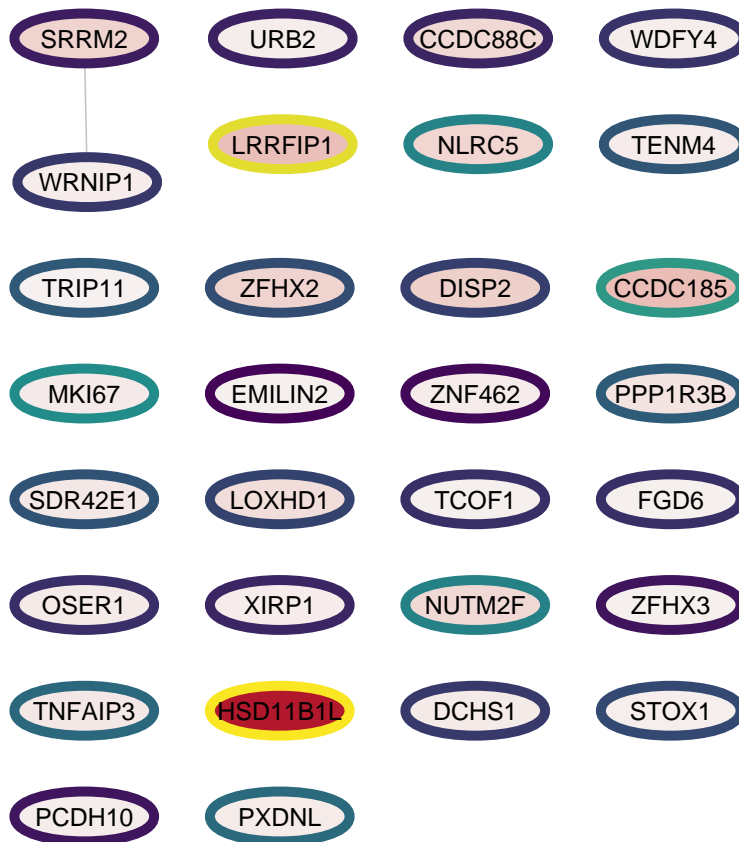 SRRM2
URB2
CCDC88C
WDFY4
LRRFIP1
NLRC5
TENM4
WRNIP1
TRIP11
ZFHX2
DISP2
CCDC185
MKI67
EMILIN2
ZNF462
PPP1R3B
SDR42E1
LOXHD1
TCOF1
FGD6
OSER1
XIRP1
NUTM2F
ZFHX3
TNFAIP3
HSD11B1L
DCHS1
STOX1
PCDH10
PXDNL